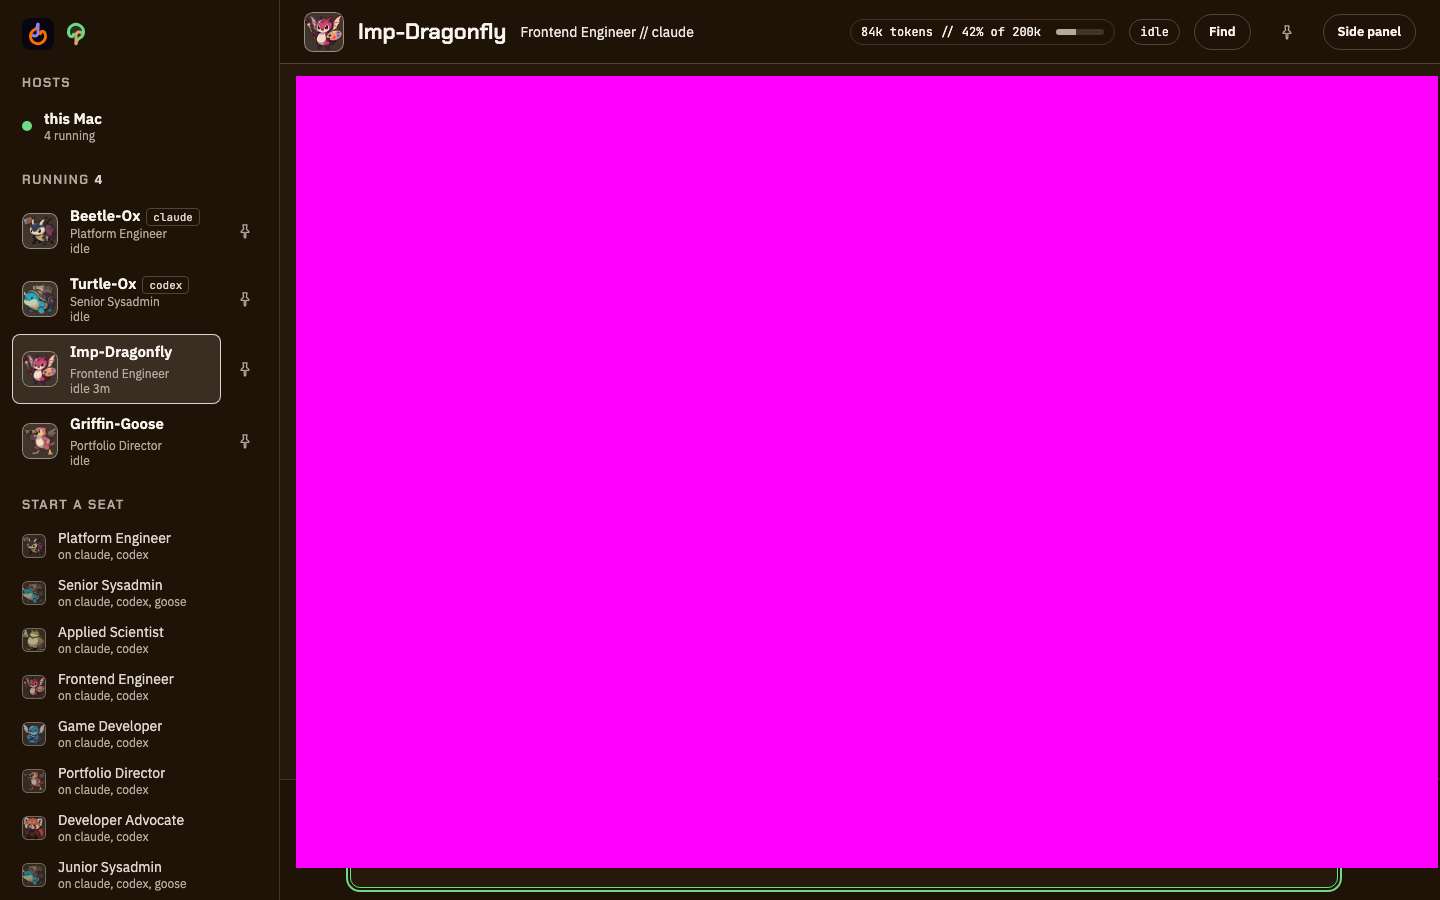 HOSTS
this Mac
4 running
RUNNING 4
Beetle-Ox claude
Platform Engineer
idle
Turtle-Ox codex
Senior Sysadmin
idle
Imp-Dragonfly
Frontend Engineer
idle 3m
Griffin-Goose
Portfolio Director
idle
START A SEAT
Platform Engineer
on claude, codex
Senior Sysadmin
on claude, codex, goose
Applied Scientist
on claude, codex
Frontend Engineer
on claude, codex
Game Developer
on claude, codex
Portfolio Director
on claude, codex
Developer Advocate
on claude, codex
Junior Sysadmin
on claude, codex, goose
Imp-Dragonfly Frontend Engineer // claude
84k tokens // 42% of 200k
idle
Find
Side panel